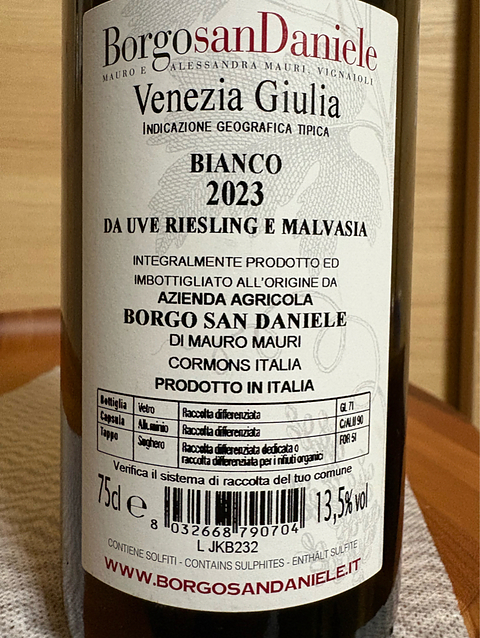 BorgosanDaniele
MAURO E ALESSANDRA MAURI, VIGNAIOLI
Venezia Giulia
INDICAZIONE GEOGRAFICA TIPICA
BIANCO
2023
DA UVE RIESLING E MALVASIA
INTEGRALMENTE PRODOTTO ED
IMBOTTIGLIATO ALL'ORIGINE DA
AZIENDA AGRICOLA
BORGO SAN DANIELE
DI MAURO MAURI
CORMONS ITALIA
PRODOTTO IN ITALIA
Bottiglia Vetro Raccolta differenziata GL 71
Capsula Alluminio Raccolta differenziata C/ALU 90
Tappo Sughero Raccolta differenziata dedicata o FOR 51
raccolta differenziata per i rifiuti organici
Verifica il sistema di raccolta del tuo comune
75cl e 13,5% vol
8 032668 790704
L JKB232
CONTIENE SOLFITI - CONTAINS SULPHITES - ENTHÄLT SULFITE
WWW.BORGOSANDANIELE.IT